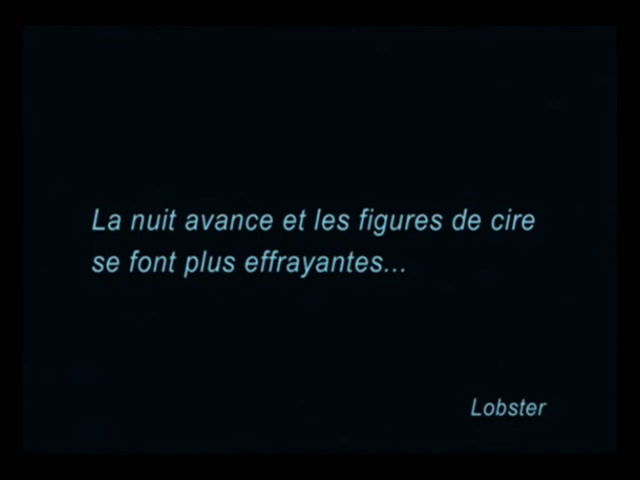 La nuit avance et les figures de cire
se font plus effrayantes...
Lobster